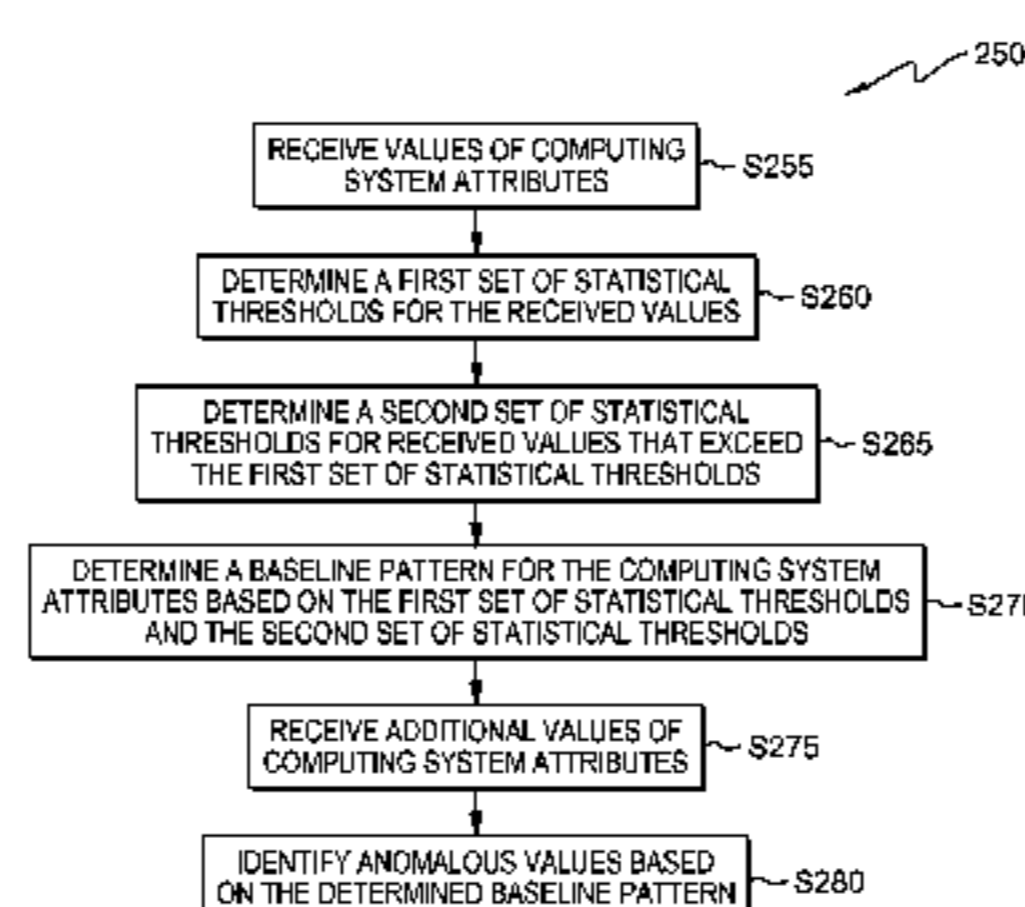 250
RECEIVE VALUES OF COMPUTING
SYSTEM ATTRIBUTES
S255
DETERMINE A FIRST SET OF STATISTICAL
THRESHOLDS FOR THE RECEIVED VALUES
S260
DETERMINE A SECOND SET OF STATISTICAL
THRESHOLDS FOR RECEIVED VALUES THAT EXCEED
THE FIRST SET OF STATISTICAL THRESHOLDS
S265
DETERMINE A BASELINE PATTERN FOR THE COMPUTING SYSTEM
ATTRIBUTES BASED ON THE FIRST SET OF STATISTICAL THRESHOLDS
AND THE SECOND SET OF STATISTICAL THRESHOLDS
RECEIVE ADDITIONAL VALUES OF
COMPUTING SYSTEM ATTRIBUTES
S275
IDENTIFY ANOMALOUS VALUES BASED
ON THE DETERMINED BASELINE PATTERN
S280